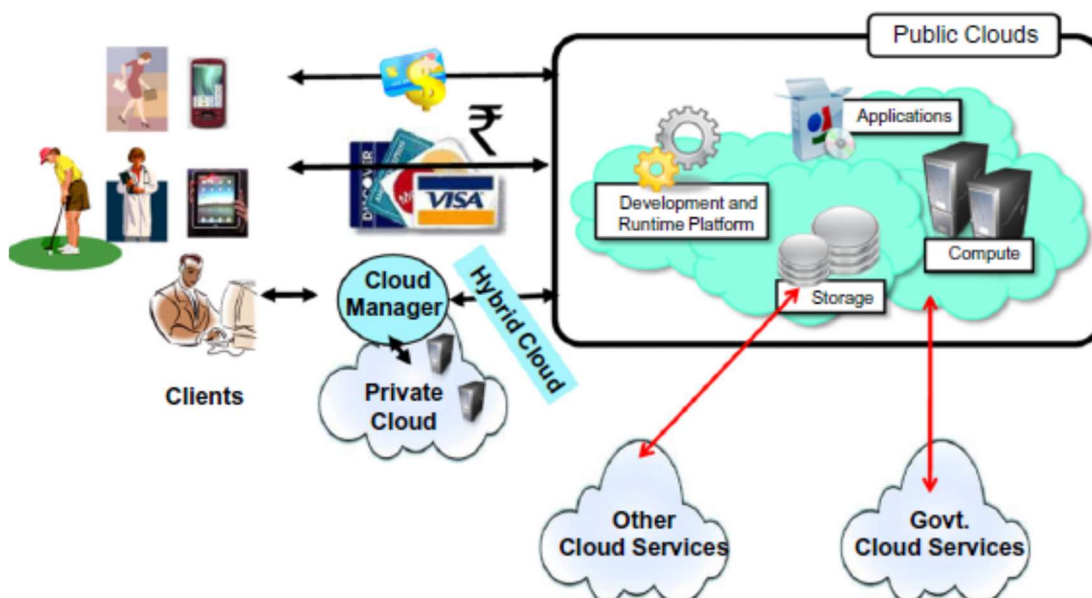 Public Clouds
Applications
Development and
Runtime Platform
Compute
Storage
$
₹
DISCOVER
VISA
Cloud
Manager
Hybrid Cloud
Private
Cloud
Clients
Other
Cloud Services
Govt.
Cloud Services